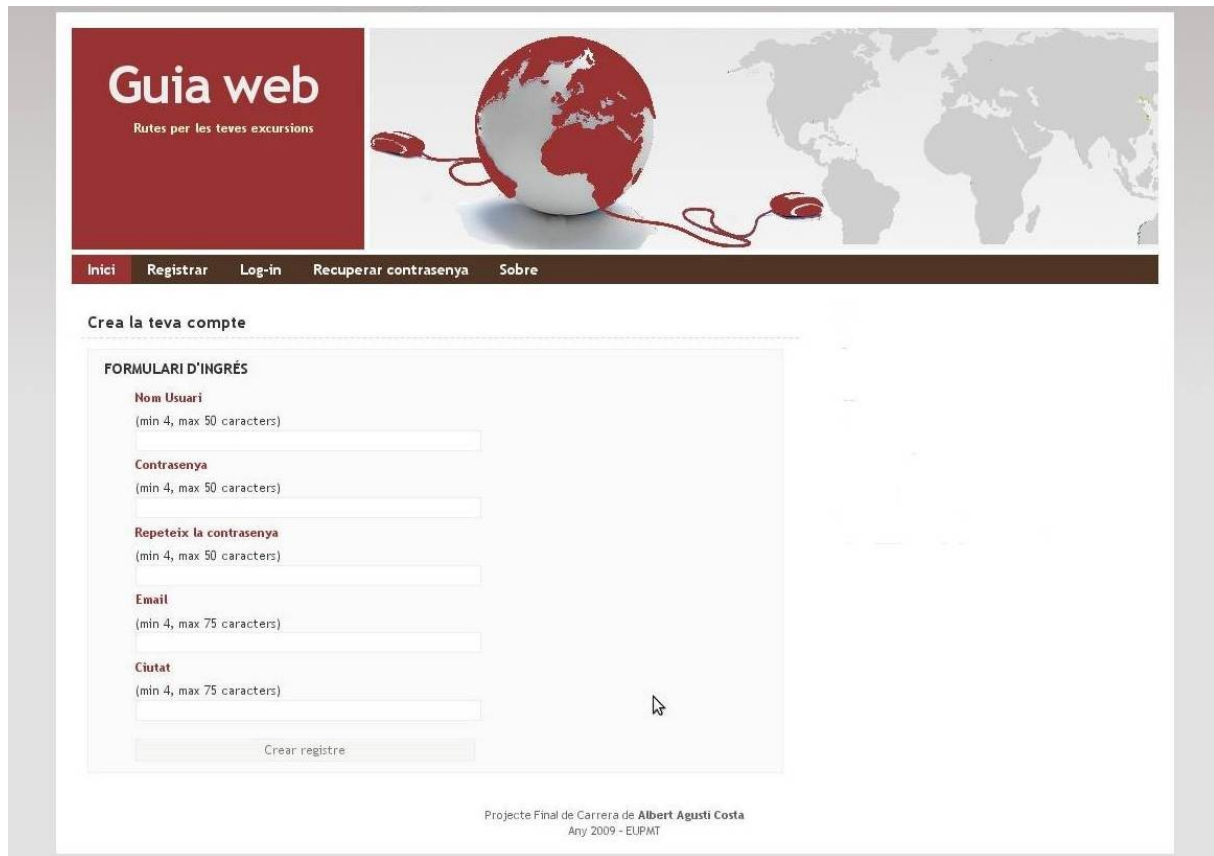 Guia web
Rutes per les teves excursions
Inici Registrar Log-in Recuperar contrasenya Sobre
Crea la teva compte
FORMULARI D'INGRÉS
Nom Usuari
(min 4, max 50 caracters)
Contrasenya
(min 4, max 50 caracters)
Repeteix la contrasenya
(min 4, max 50 caracters)
Email
(min 4, max 75 caracters)
Ciutat
(min 4, max 75 caracters)
Crear registre
Projecte Final de Carrera de Albert Agustí Costa
Any 2009 - EUPMT